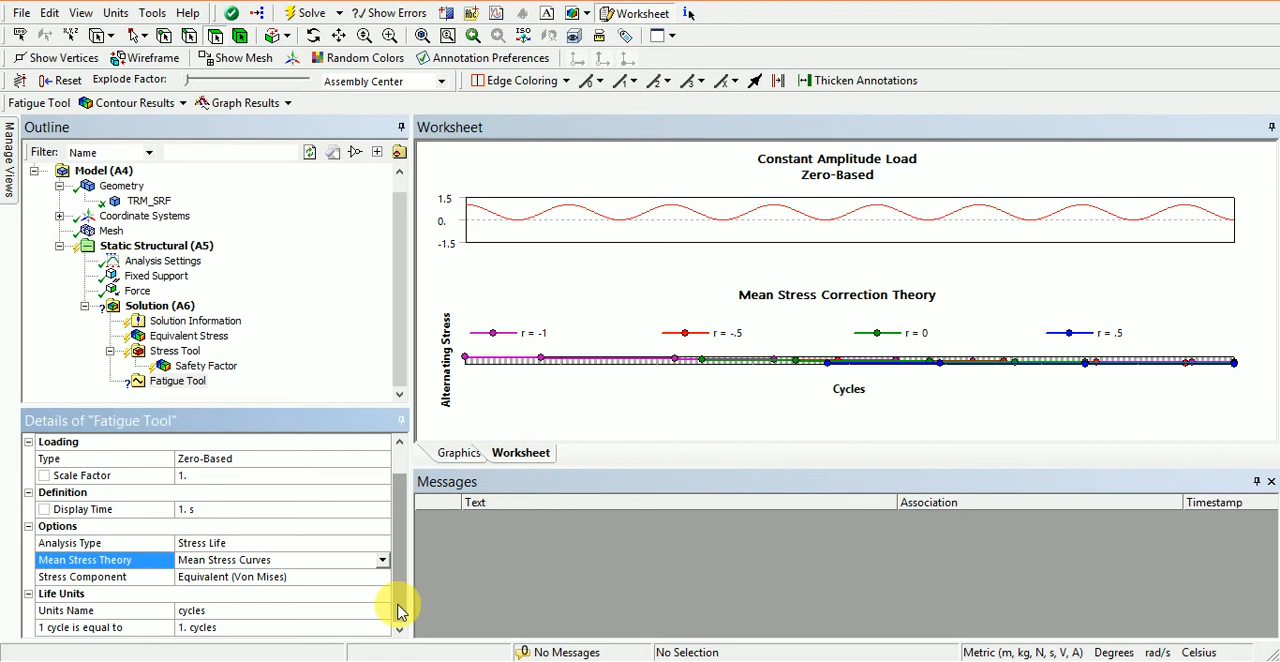 File Edit View Units Tools Help Solve ?/ Show Errors Worksheet
Show Vertices Wireframe Show Mesh Random Colors Annotation Preferences
Reset Explode Factor: Assembly Center Edge Coloring Thicken Annotations
Fatigue Tool Contour Results Graph Results
Manage Views
Outline
Filter: Name
Model (A4)
Geometry
TRM_SRF
Coordinate Systems
Mesh
Static Structural (A5)
Analysis Settings
Fixed Support
Force
Solution (A6)
Solution Information
Equivalent Stress
Stress Tool
Safety Factor
Fatigue Tool
Details of "Fatigue Tool"
Loading
Type Zero-Based
Scale Factor 1.
Definition
Display Time 1. s
Options
Analysis Type Stress Life
Mean Stress Theory Mean Stress Curves
Stress Component Equivalent (Von Mises)
Life Units
Units Name cycles
1 cycle is equal to 1. cycles
Worksheet
Constant Amplitude Load
Zero-Based
1.5
0.
-1.5
Mean Stress Correction Theory
r = -1 r = -.5 r = 0 r = .5
Alternating Stress
Cycles
Graphics Worksheet
Messages
Text Association Timestamp
No Messages No Selection Metric (m, kg, N, s, V, A) Degrees rad/s Celsius